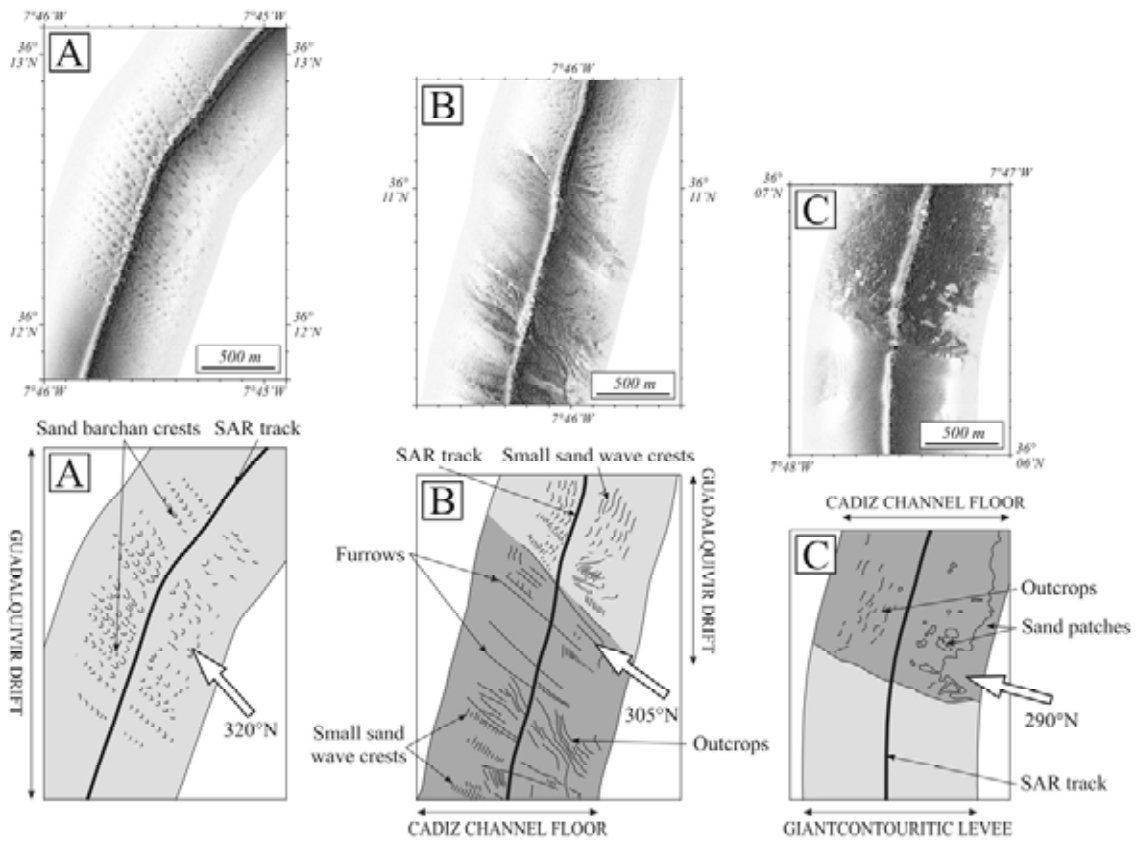 7°46´W 7°45´W
A
36°
13´N
36°
13´N
36°
12´N
36°
12´N
500 m
7°46´W 7°45´W
7°46´W
B
36°
11´N
36°
11´N
500 m
7°46´W
36°
07´N
7°47´W
C
500 m
7°48´W
36°
06´N
Sand barchan crests SAR track
A
GUADALQUIVIR DRIFT
320°N
SAR track Small sand wave crests
B
GUADALQUIVIR DRIFT
Furrows
305°N
Small sand
wave crests
Outcrops
CADIZ CHANNEL FLOOR
CADIZ CHANNEL FLOOR
C
Outcrops
Sand patches
290°N
SAR track
GIANTCONTOURITIC LEVEE